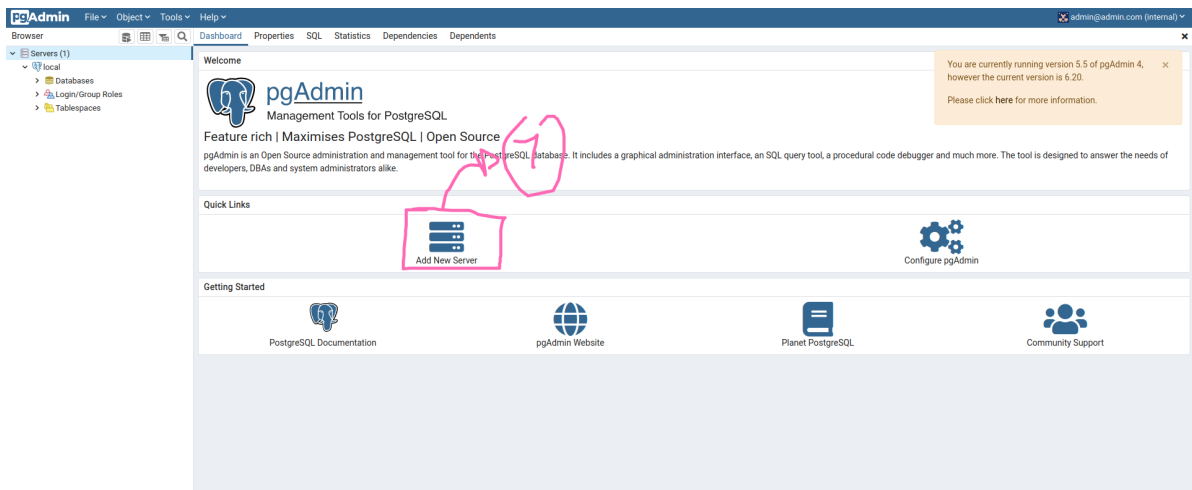 pgAdmin File Object Tools Help admin@admin.com (internal)
Browser Dashboard Properties SQL Statistics Dependencies Dependents
Servers (1)
local
Databases
Login/Group Roles
Tablespaces
Welcome
pgAdmin
Management Tools for PostgreSQL
Feature rich | Maximises PostgreSQL | Open Source
pgAdmin is an Open Source administration and management tool for the PostgreSQL database. It includes a graphical administration interface, an SQL query tool, a procedural code debugger and much more. The tool is designed to answer the needs of
developers, DBAs and system administrators alike.
You are currently running version 5.5 of pgAdmin 4,
however the current version is 6.20.
Please click here for more information.
1
Quick Links
Add New Server
Configure pgAdmin
Getting Started
PostgreSQL Documentation
pgAdmin Website
Planet PostgreSQL
Community Support